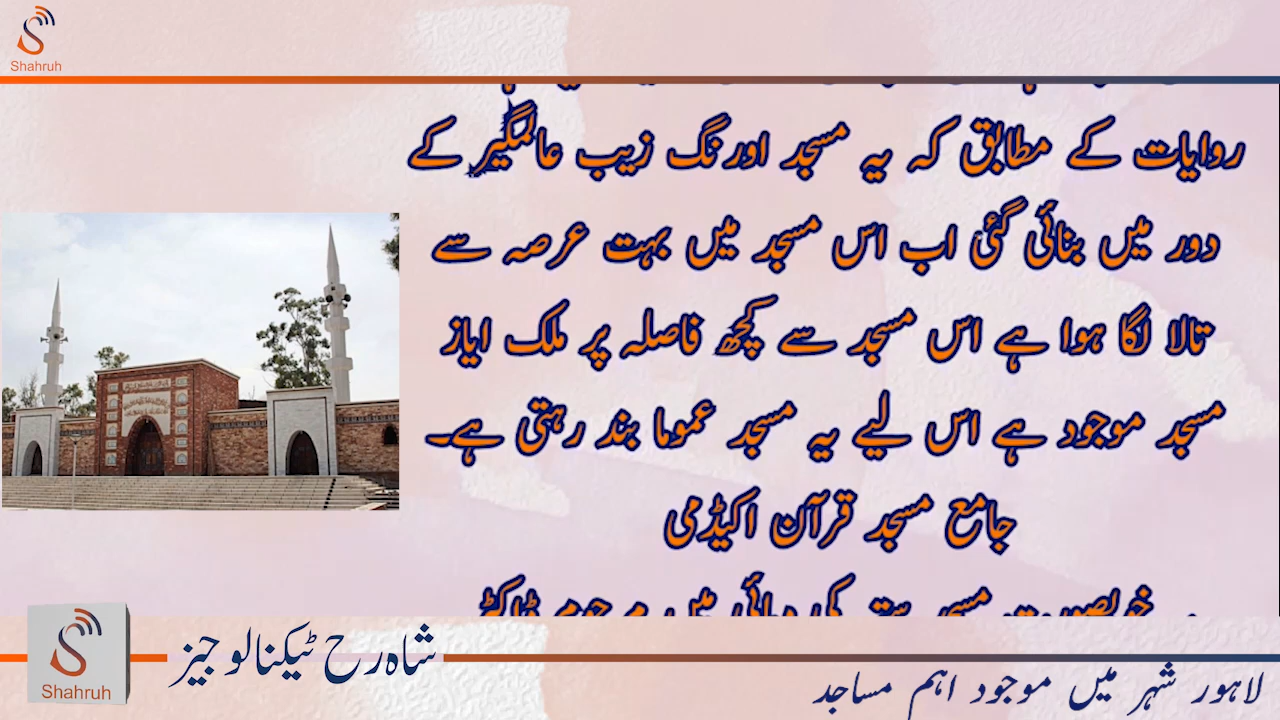 Shahruh
روایات کے مطابق کہ یہ مسجد اورنگ زیب عالمگیر کے
دور میں بنائی گئی اب اس مسجد میں بہت عرصہ سے
تالا لگا ہوا ہے اس مسجد سے کچھ فاصلہ پر ملک ایاز
مسجد موجود ہے اس لیے یہ مسجد عموما بند رہتی ہے۔
جامع مسجد قرآن اکیڈمی
Shahruh
شاہ رح ٹیکنالوجیز
لاہور شہر میں موجود اہم مساجد